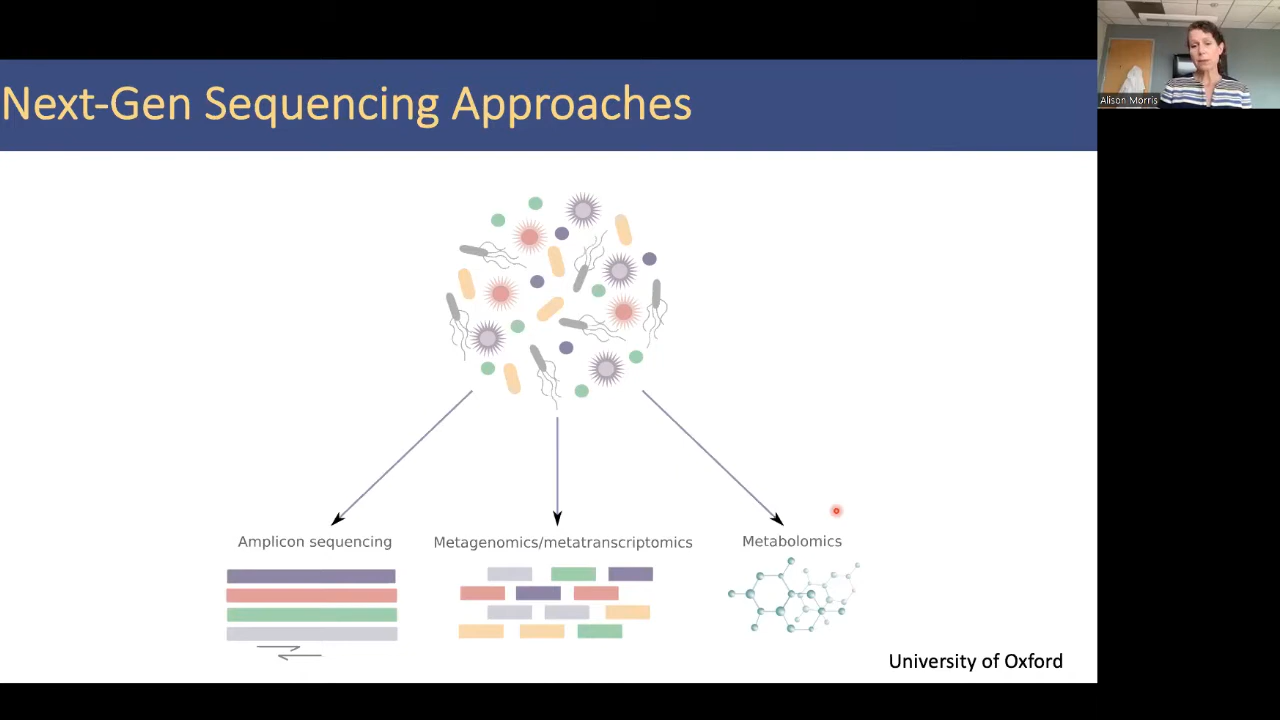 Next-Gen Sequencing Approaches
Alison Morris
Amplicon sequencing
Metagenomics/metatranscriptomics
Metabolomics
University of Oxford